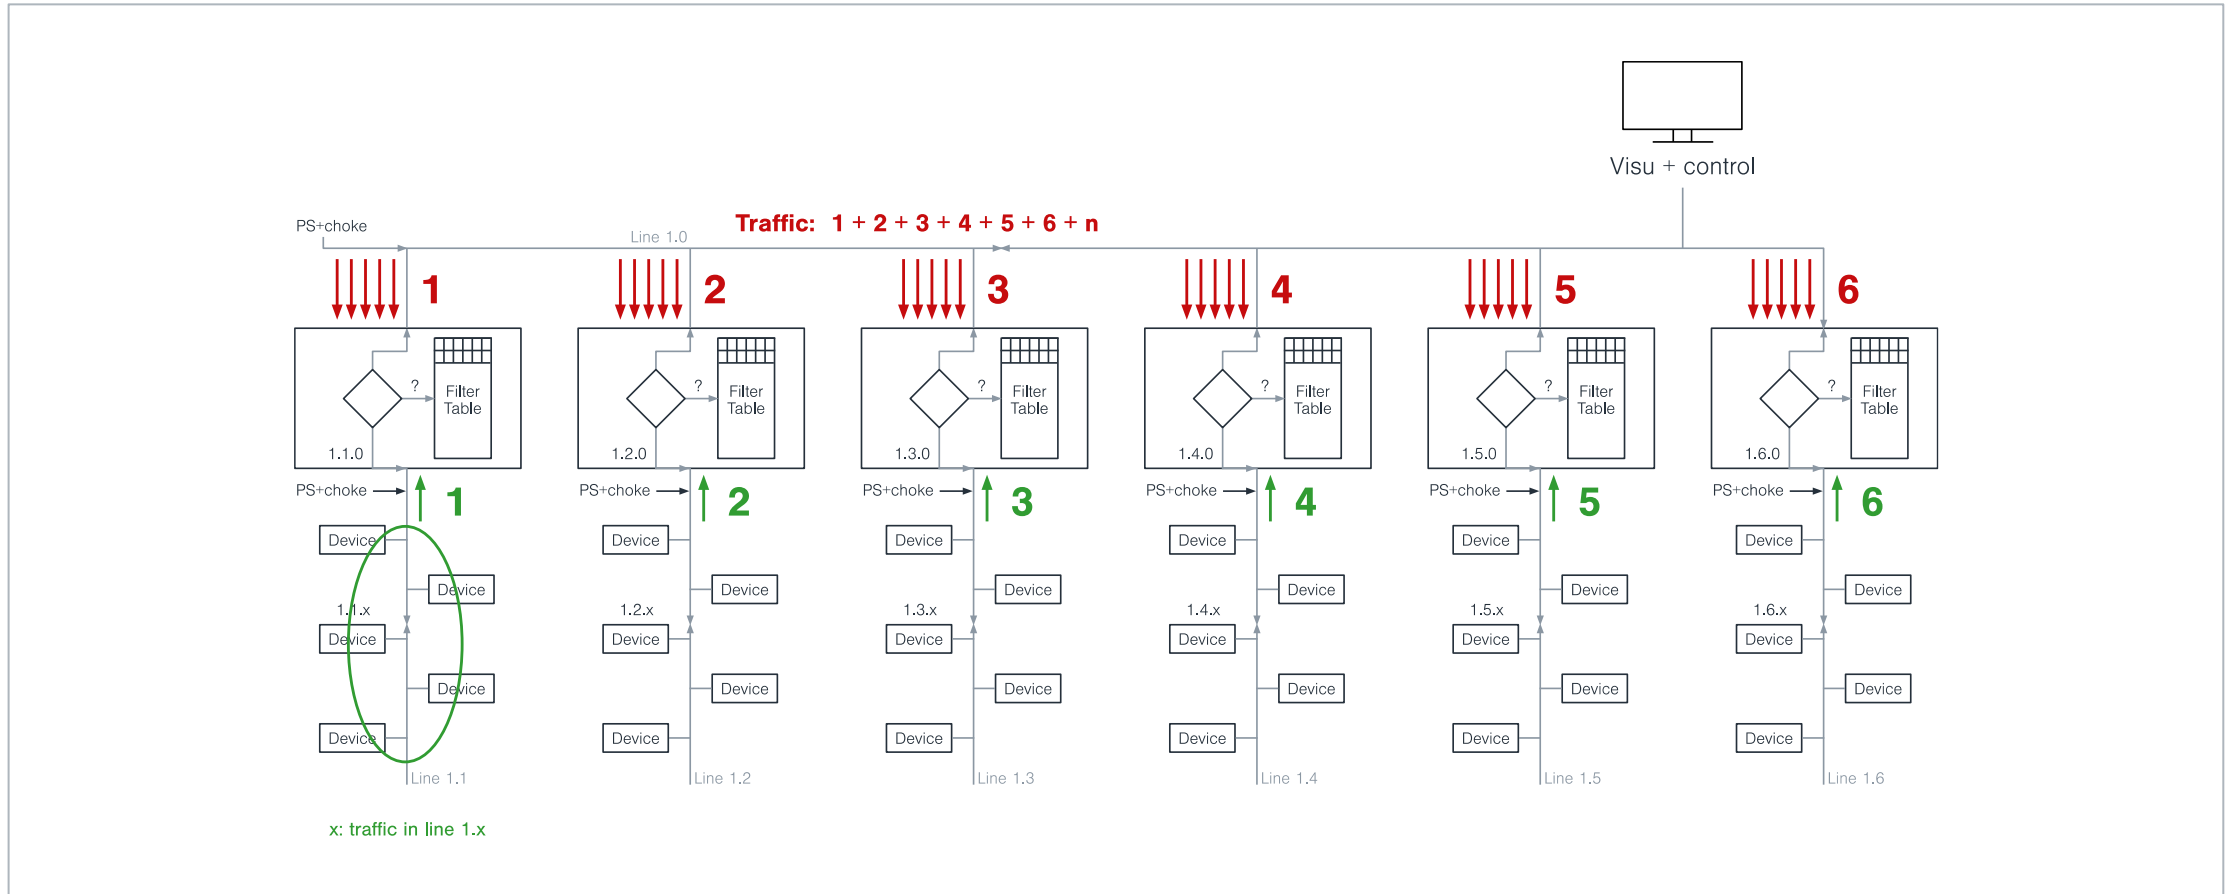 Visu + control
PS+choke
Line 1.0
Traffic: 1 + 2 + 3 + 4 + 5 + 6 + n
1
2
3
4
5
6
?
Filter
Table
1.1.0
?
Filter
Table
1.2.0
?
Filter
Table
1.3.0
?
Filter
Table
1.4.0
?
Filter
Table
1.5.0
?
Filter
Table
1.6.0
PS+choke
1
PS+choke
2
PS+choke
3
PS+choke
4
PS+choke
5
PS+choke
6
Device
Device
1.1.x
Device
Device
Device
Line 1.1
Device
Device
1.2.x
Device
Device
Device
Line 1.2
Device
Device
1.3.x
Device
Device
Device
Line 1.3
Device
Device
1.4.x
Device
Device
Device
Line 1.4
Device
Device
1.5.x
Device
Device
Device
Line 1.5
Device
Device
1.6.x
Device
Device
Device
Line 1.6
x: traffic in line 1.x